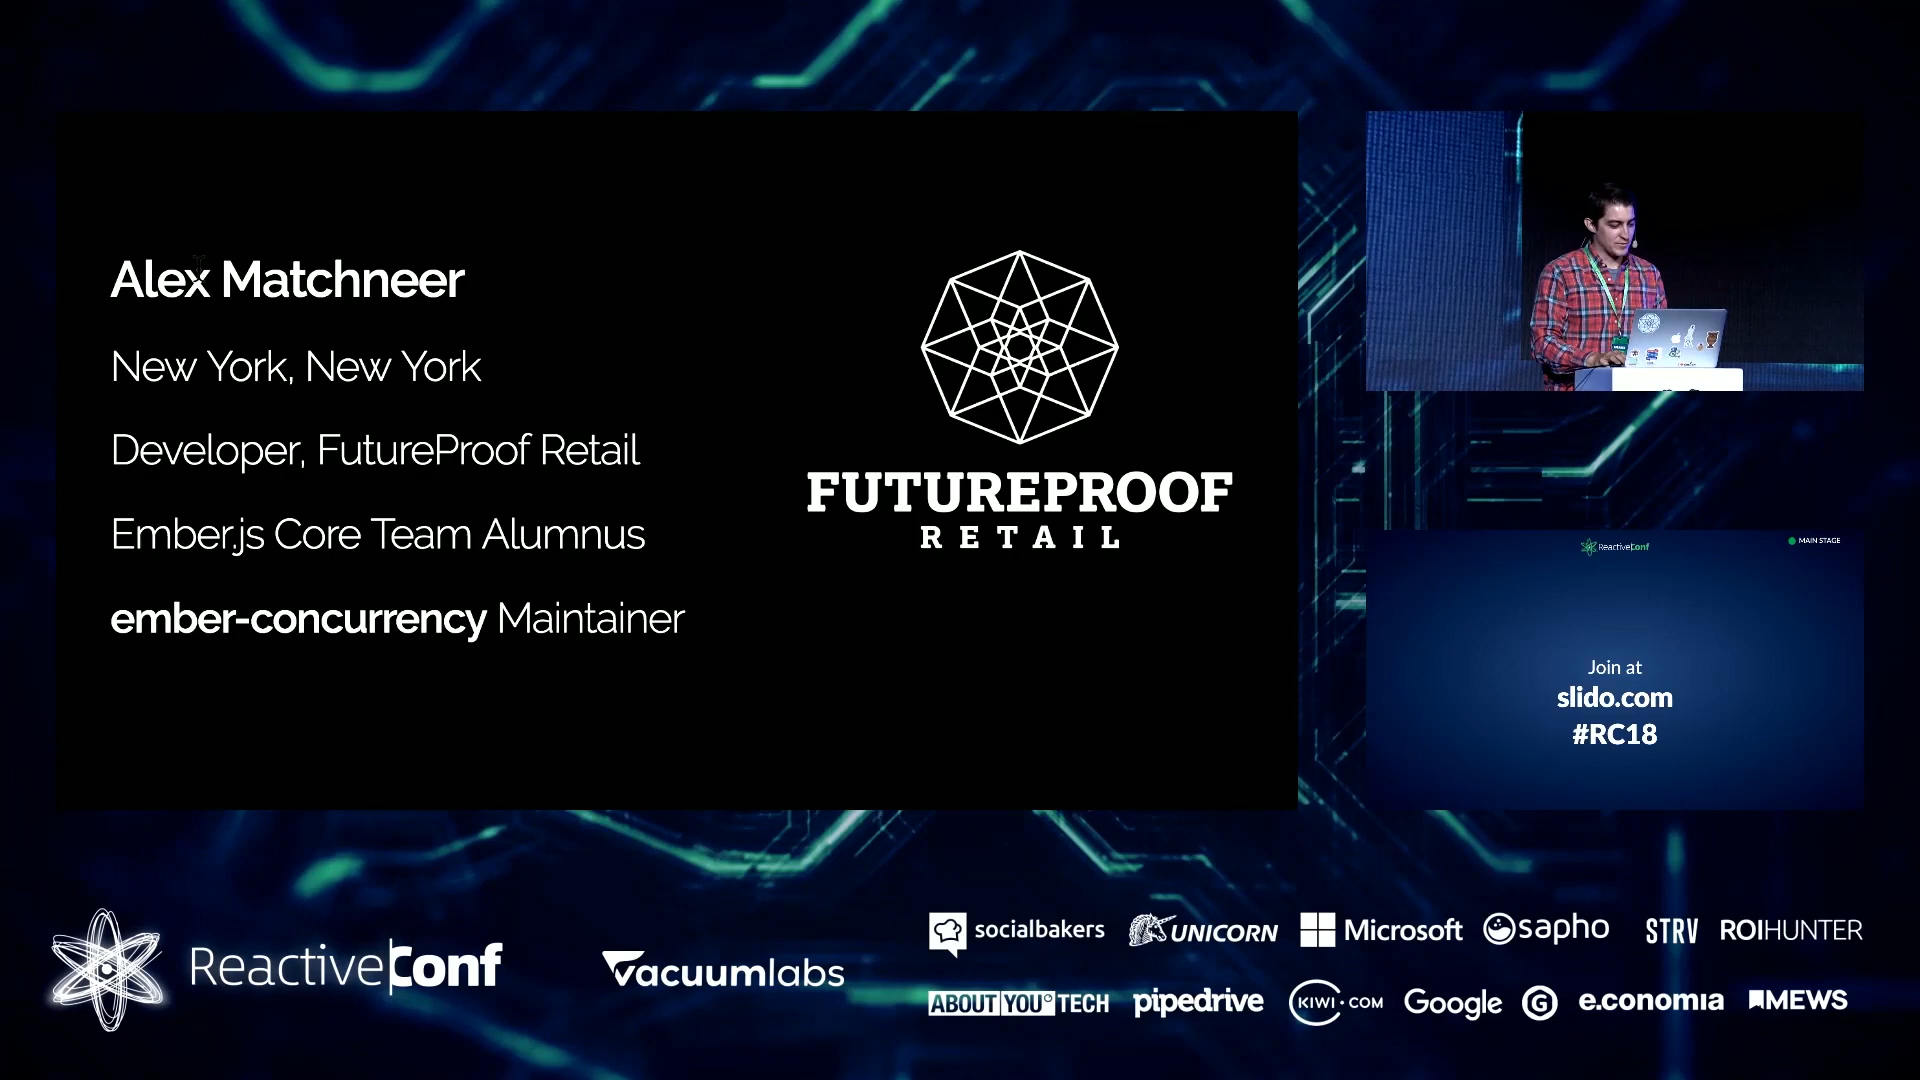 Alex Matchneer
New York, New York
Developer, FutureProof Retail
Ember.js Core Team Alumnus
ember-concurrency Maintainer
FUTUREPROOF
RETAIL
ReactiveConf
MAIN STAGE
Join at
slido.com
#RC18
ReactiveConf
vacuumlabs
socialbakers
UNICORN
Microsoft
sapho
STRV
ROIHUNTER
ABOUT YOU TECH
pipedrive
KIWI.COM
Google
G
e.conomia
MEWS